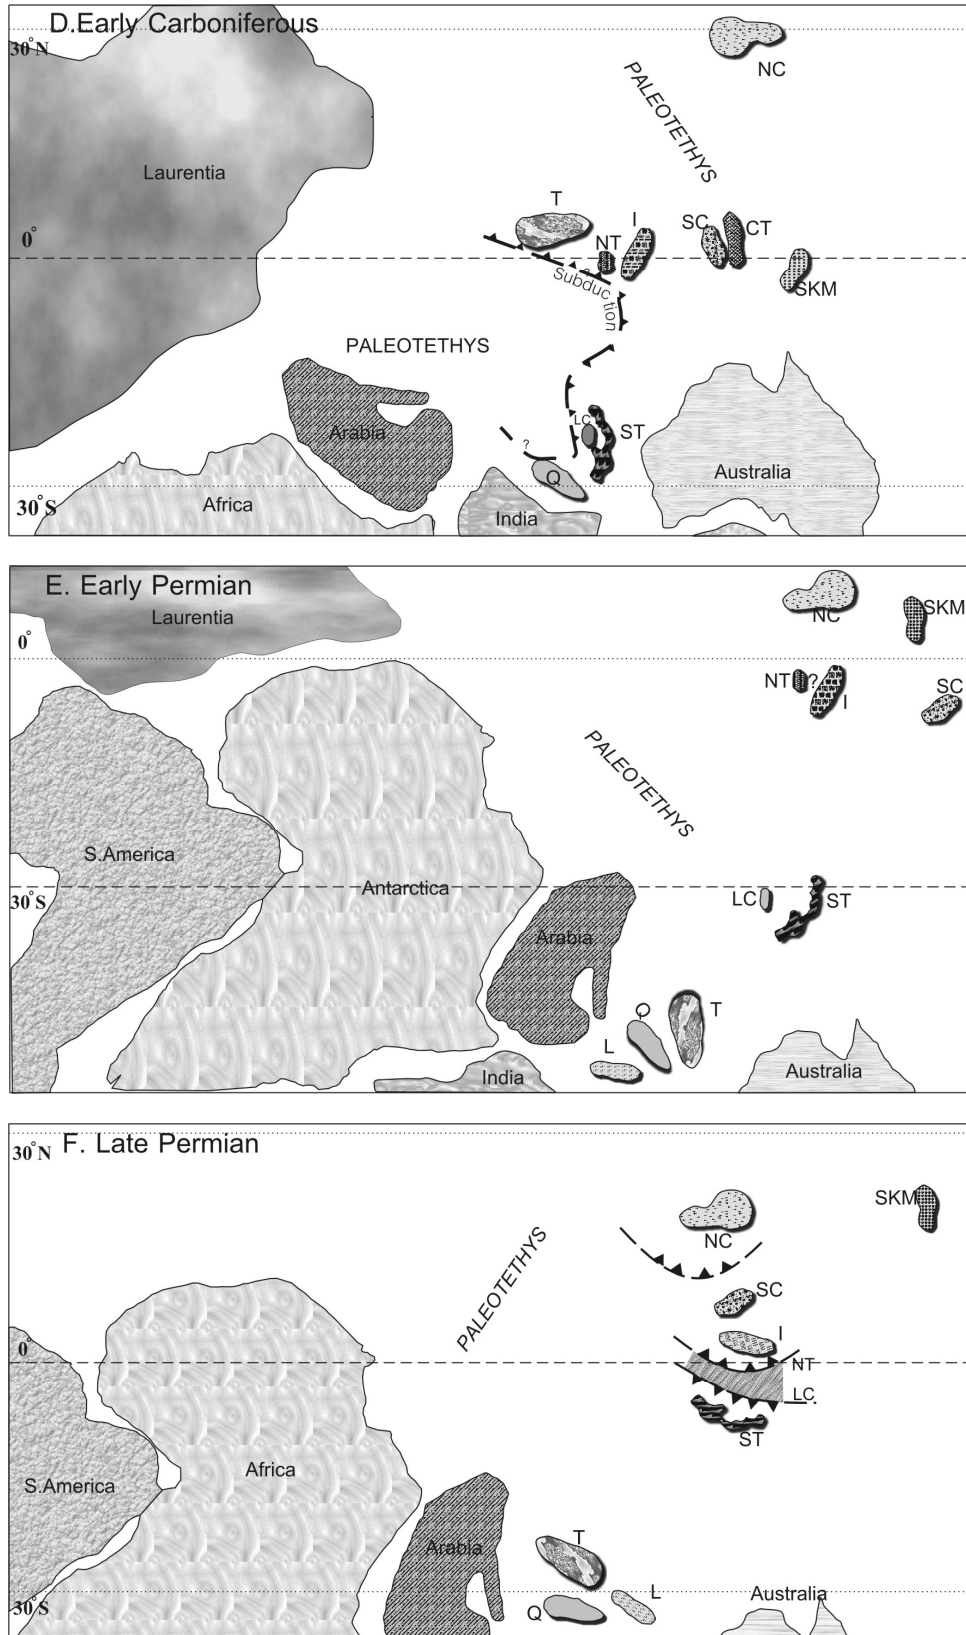 D.Early Carboniferous
30°N
NC
PALEOTETHYS
Laurentia
T
I
SC
CT
0°
NT
?
Subduction
SKM
PALEOTETHYS
LC
ST
Arabia
?
Q
Australia
30°S
Africa
India
E. Early Permian
Laurentia
NC
SKM
0°
NT
?
I
SC
PALEOTETHYS
S.America
Antarctica
30°S
LC
ST
Arabia
Q
T
L
India
Australia
30°N
F. Late Permian
SKM
NC
PALEOTETHYS
SC
I
0°
NT
LC
ST
Africa
S.America
Arabia
T
L
Australia
30°S
Q